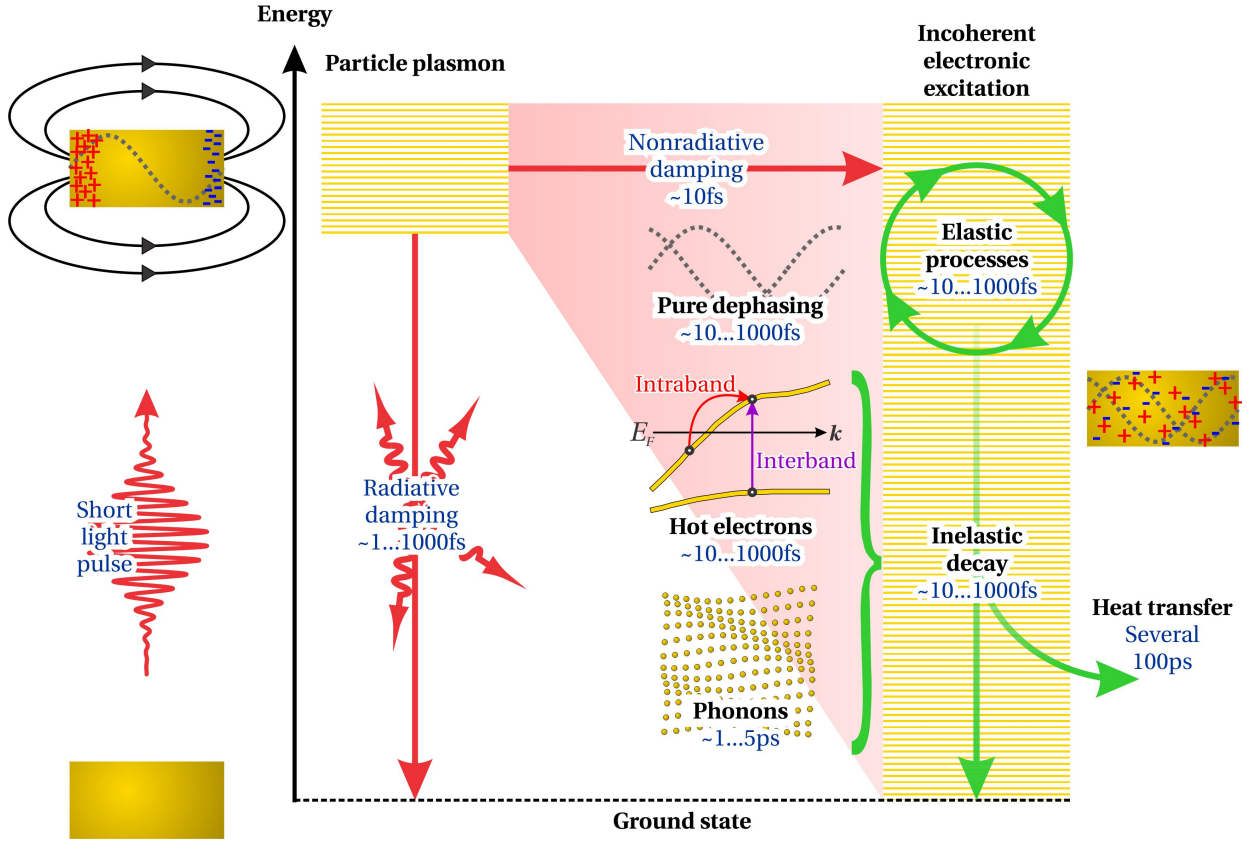 Energy
Particle plasmon
Incoherent
electronic
excitation
Nonradiative
damping
~10fs
Elastic
processes
~10...1000fs
Pure dephasing
~10...1000fs
Intraband
E_F
k
Interband
Hot electrons
~10...1000fs
Short
light
pulse
Radiative
damping
~1...1000fs
Inelastic
decay
~10...1000fs
Heat transfer
Several
100ps
Phonons
~1...5ps
Ground state